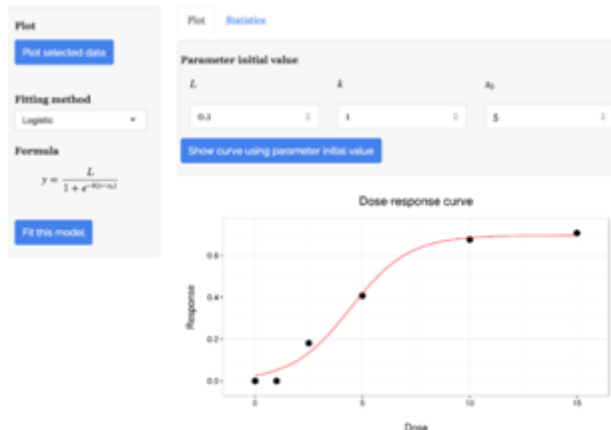 Plot
Plot selected data
Fitting method
Logistic
Formula
y = L / (1 + e^{-k(x-x₀)})
Fit this model
Plot Statistics
Parameter initial value
L k x₀
0.1 1 5
Show curve using parameter initial value
Dose-response curve
Response
0.6
0.4
0.2
0.0
0 5 10 15
Dose